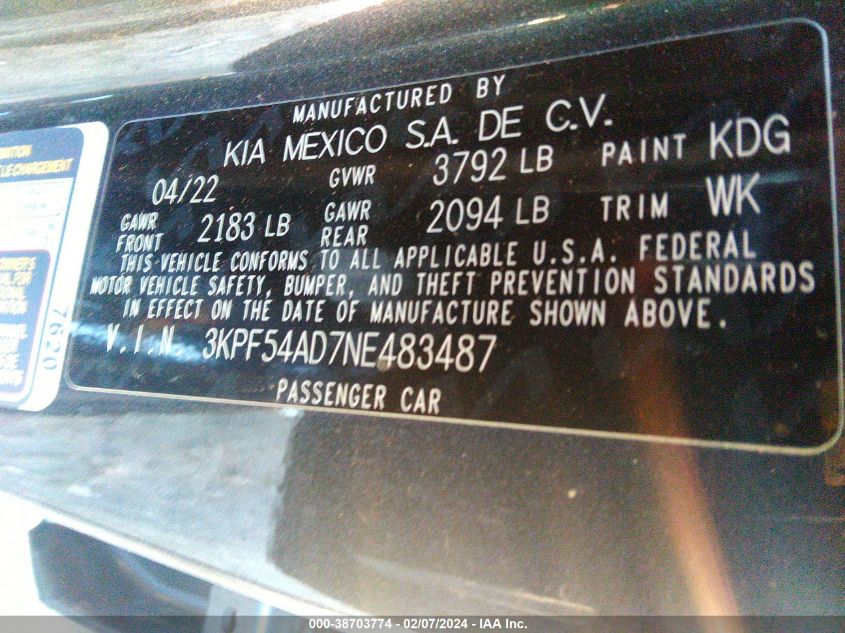 MANUFACTURED BY
KIA MEXICO S.A. DE C.V.
04/22 GVWR 3792 LB PAINT KDG
GAWR FRONT 2183 LB GAWR REAR 2094 LB TRIM WK
THIS VEHICLE CONFORMS TO ALL APPLICABLE U.S.A. FEDERAL
MOTOR VEHICLE SAFETY, BUMPER, AND THEFT PREVENTION STANDARDS
IN EFFECT ON THE DATE OF MANUFACTURE SHOWN ABOVE.
V.I.N. 3KPF54AD7NE483487
PASSENGER CAR
7620
000-38703774 - 02/07/2024 - IAA Inc.